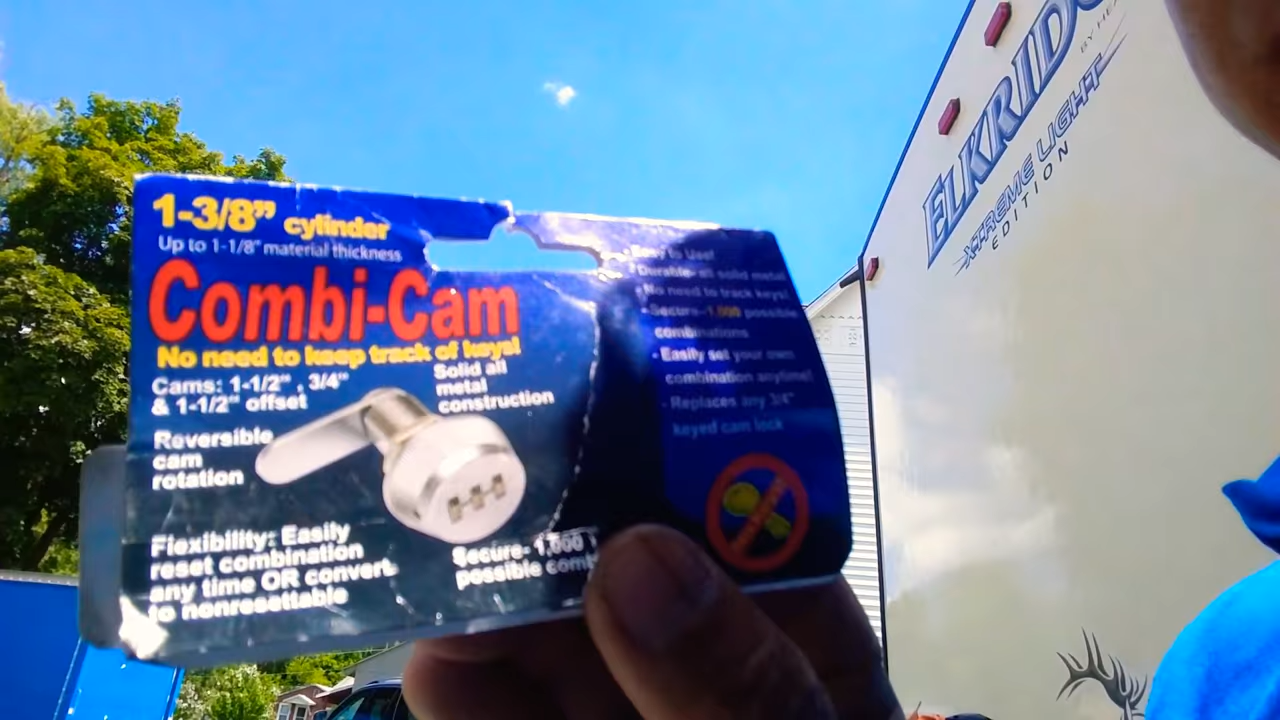 1-3/8” cylinder
Up to 1-1/8" material thickness
Combi-Cam
No need to keep track of keys!
Cams: 1-1/2" , 3/4"
& 1-1/2" offset
Solid all
metal
construction
Reversible
cam
rotation
Flexibility: Easily
reset combination
any time OR convert
to nonresettable
Secure- 1,000
possible
- Easy to Use!
- Durable- all solid metal
- No need to track keys!
- Secure-1,000 possible
combinations
- Easily set your own
combination anytime!
- Replaces any 3/4"
keyed cam lock
ELKRIDG
BY
XTREME LIGHT
EDITION